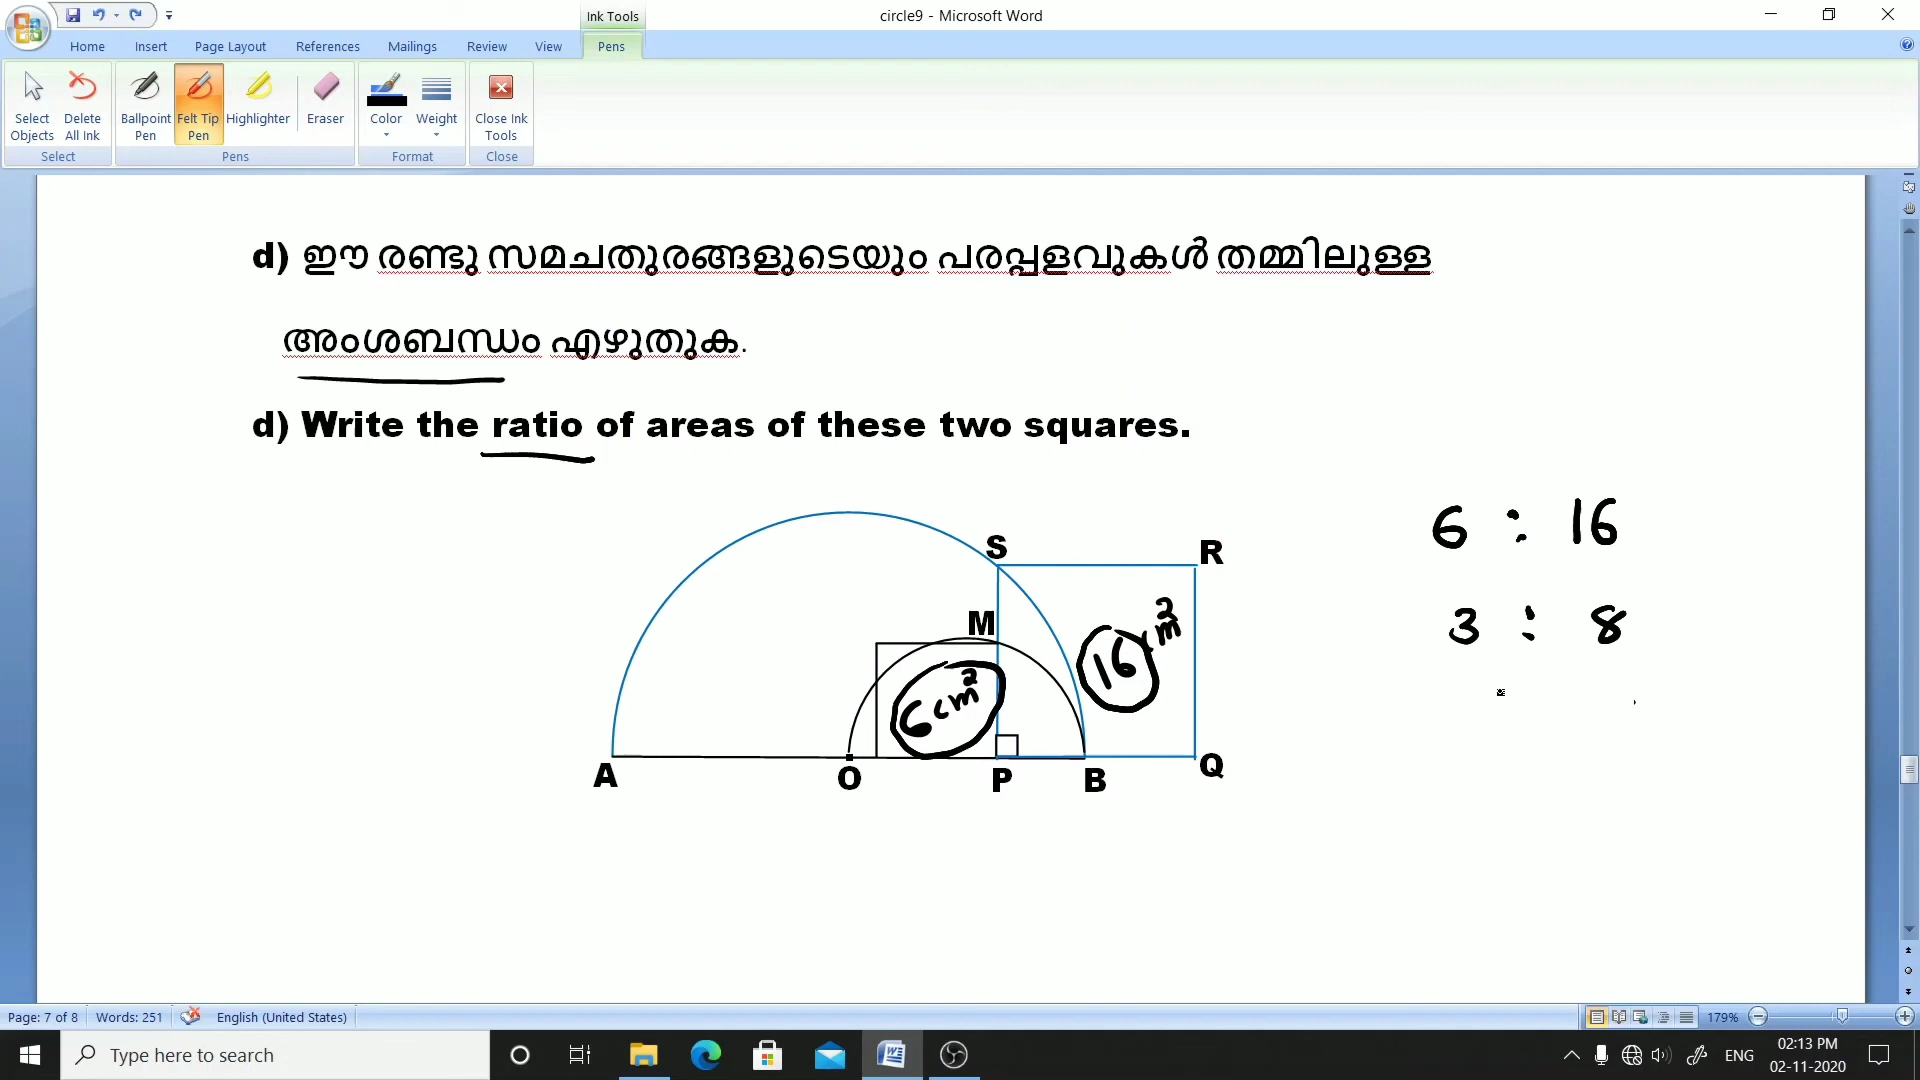 circle9 - Microsoft Word
Ink Tools
Home Insert Page Layout References Mailings Review View Pens
Select Objects
Delete All Ink
Ballpoint Pen
Felt Tip Pen
Highlighter
Eraser
Color
Weight
Close Ink Tools
Select Pens Format Close
d) ഈ രണ്ടു സമചതുരങ്ങളുടെയും പരപ്പളവുകൾ തമ്മിലുള്ള
അംശബന്ധം എഴുതുക.
d) Write the ratio of areas of these two squares.
6 : 16
S R
M
16 cm²
3 : 8
6 cm²
A O P B Q
Page: 7 of 8 Words: 251 English (United States) 179%
Type here to search
ENG
02:13 PM
02-11-2020